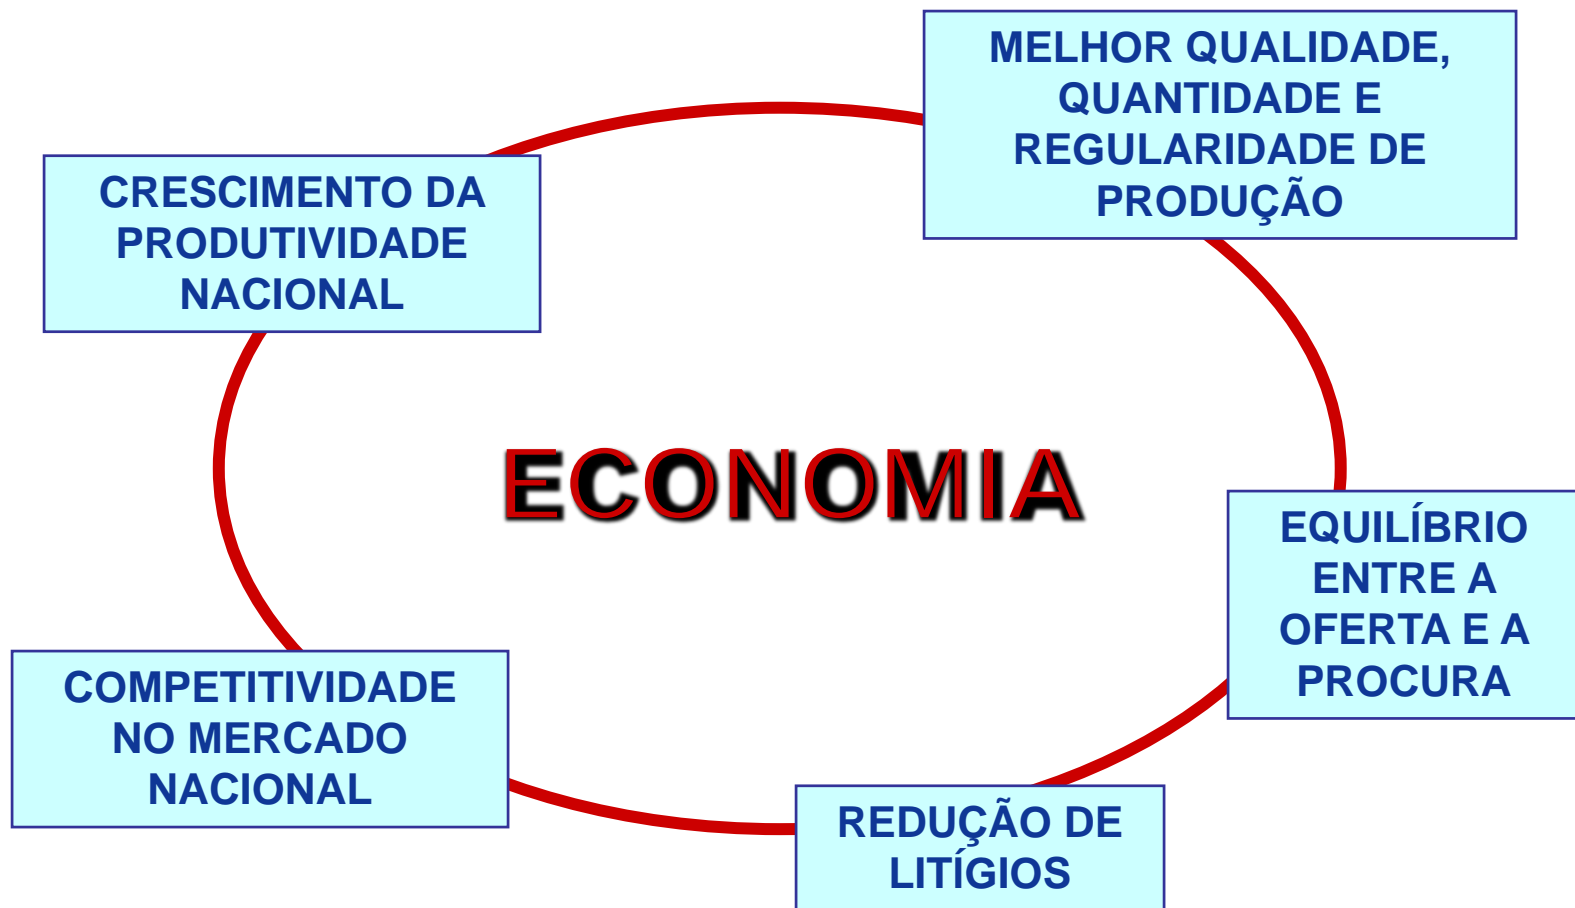 MELHOR QUALIDADE,
QUANTIDADE E
REGULARIDADE DE
PRODUÇÃO
CRESCIMENTO DA
PRODUTIVIDADE
NACIONAL
ECONOMIA
EQUILÍBRIO
ENTRE A
OFERTA E A
PROCURA
COMPETITIVIDADE
NO MERCADO
NACIONAL
REDUÇÃO DE
LITÍGIOS